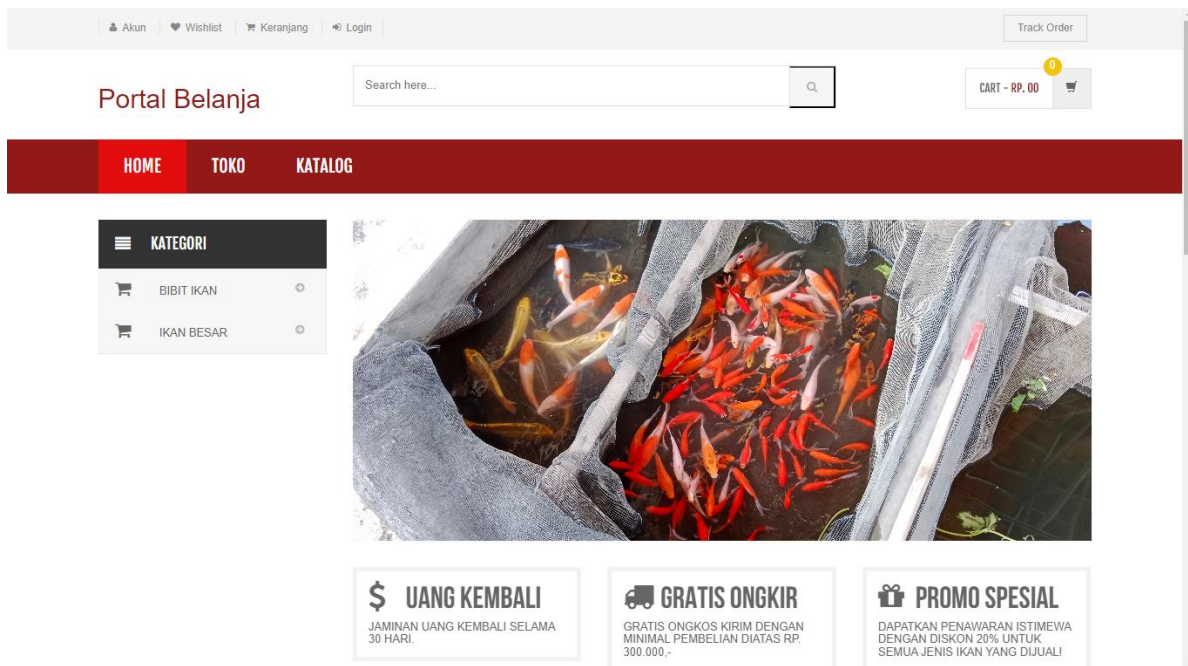 Akun Wishlist Keranjang Login Track Order
Portal Belanja
Search here...
0
CART - RP. 00
HOME TOKO KATALOG
KATEGORI
BIBIT IKAN
IKAN BESAR
UANG KEMBALI
JAMINAN UANG KEMBALI SELAMA
30 HARI.
GRATIS ONGKIR
GRATIS ONGKOS KIRIM DENGAN
MINIMAL PEMBELIAN DIATAS RP.
300.000,-
PROMO SPESIAL
DAPATKAN PENAWARAN ISTIMEWA
DENGAN DISKON 20% UNTUK
SEMUA JENIS IKAN YANG DIJUAL!